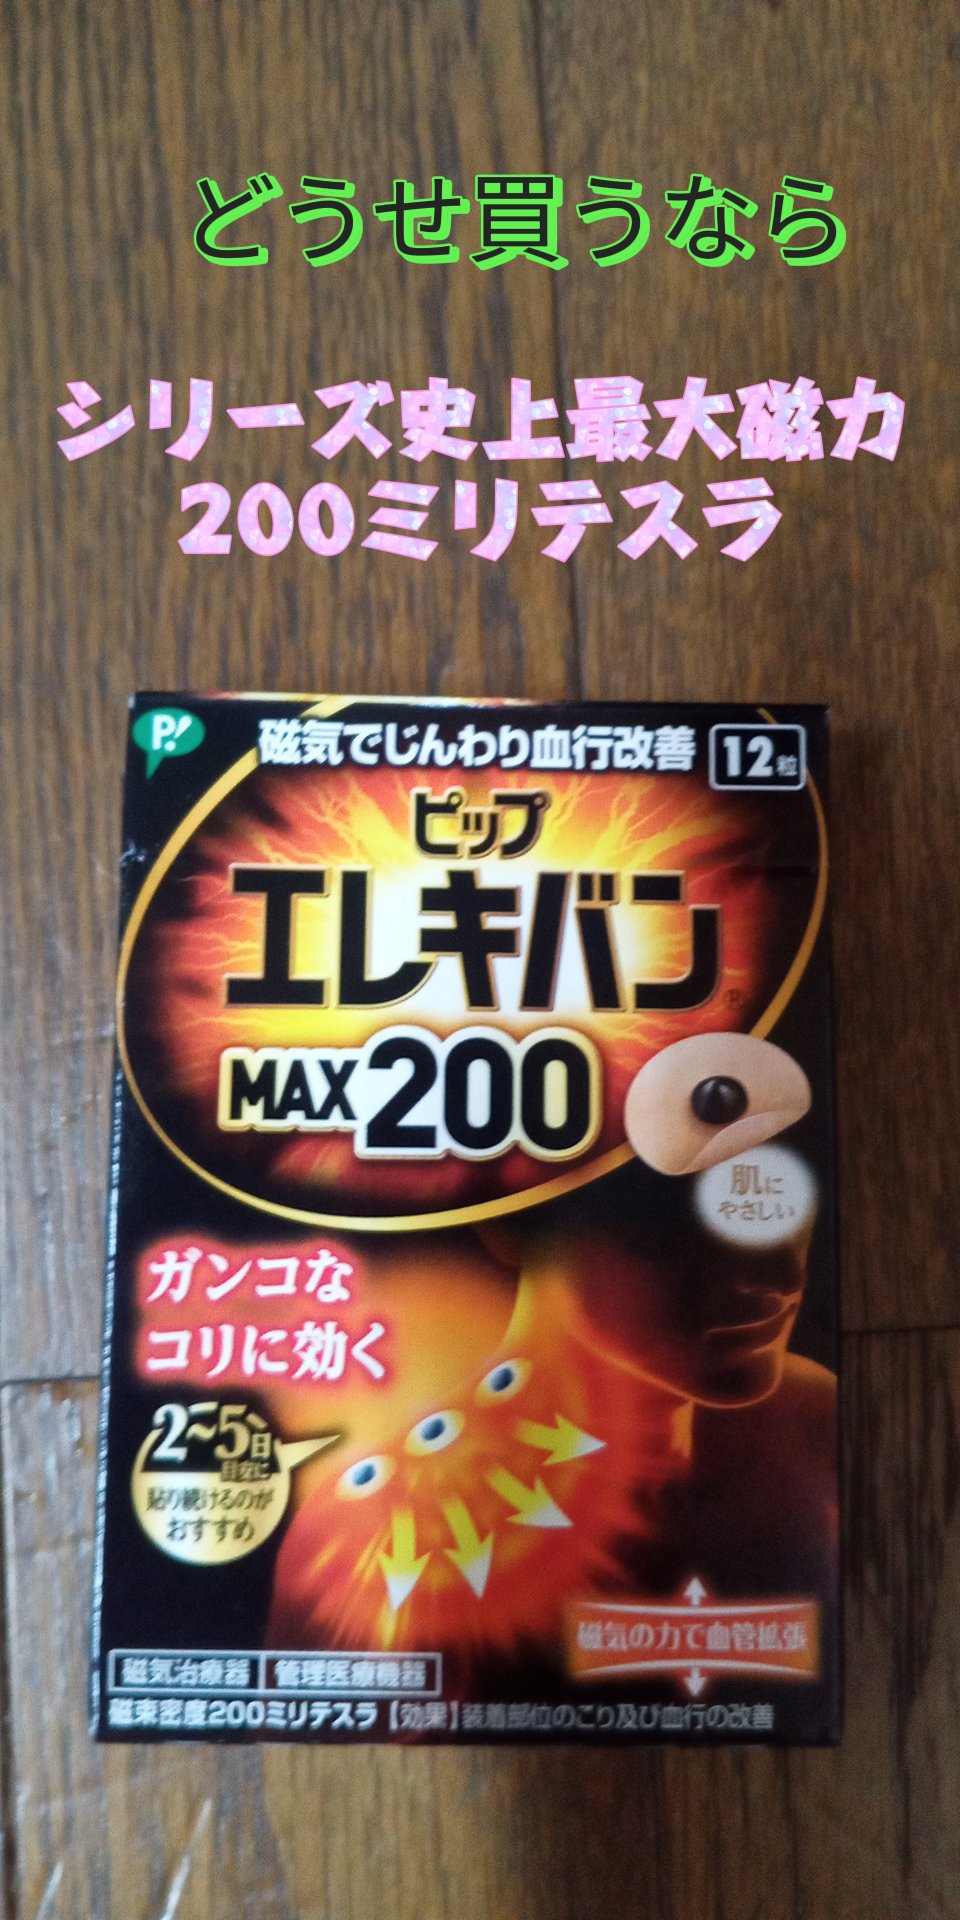 どうせ買うなら
シリーズ史上最大磁力
200ミリテスラ
P!
磁気でじんわり血行改善
12粒
ピップ
エレキバン®
MAX200
肌に
やさしい
ガンコな
コリに効く
2~5日
目安に
貼り続けるのが
おすすめ
磁気の力で血管拡張
磁気治療器 管理医療機器
磁束密度200ミリテスラ【効果】装着部位のこり及び血行の改善